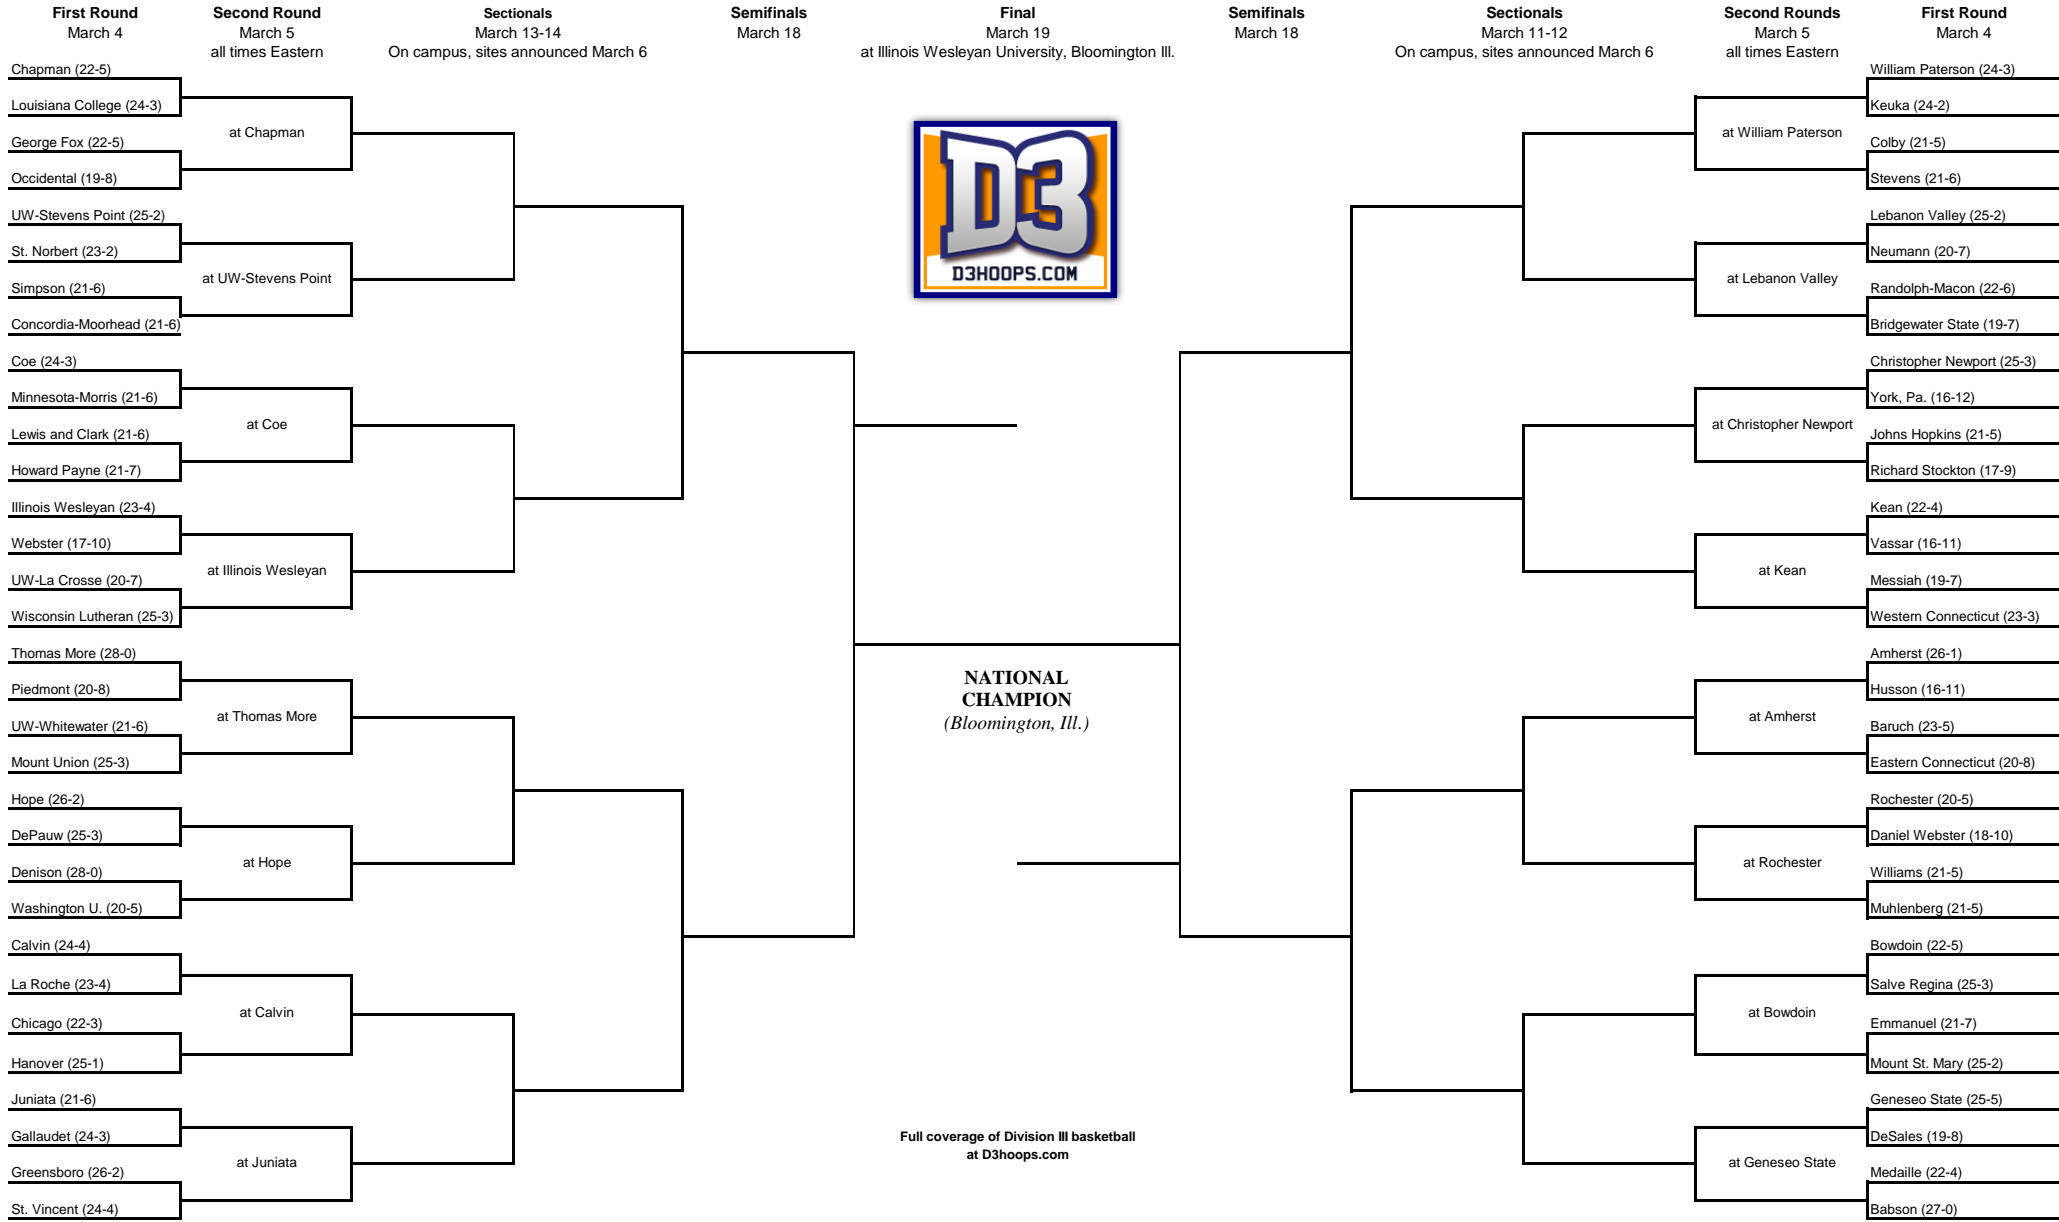 First Round
March 4
Second Round
March 5
all times Eastern
Sectionals
March 13-14
On campus, sites announced March 6
Semifinals
March 18
Final
March 19
at Illinois Wesleyan University, Bloomington Ill.
Semifinals
March 18
Sectionals
March 11-12
On campus, sites announced March 6
Second Rounds
March 5
all times Eastern
First Round
March 4
Chapman (22-5)
Louisiana College (24-3)
at Chapman
George Fox (22-5)
Occidental (19-8)
UW-Stevens Point (25-2)
St. Norbert (23-2)
at UW-Stevens Point
Simpson (21-6)
Concordia-Moorhead (21-6)
Coe (24-3)
Minnesota-Morris (21-6)
at Coe
Lewis and Clark (21-6)
Howard Payne (21-7)
Illinois Wesleyan (23-4)
Webster (17-10)
at Illinois Wesleyan
UW-La Crosse (20-7)
Wisconsin Lutheran (25-3)
Thomas More (28-0)
Piedmont (20-8)
at Thomas More
UW-Whitewater (21-6)
Mount Union (25-3)
Hope (26-2)
DePauw (25-3)
at Hope
Denison (28-0)
Washington U. (20-5)
Calvin (24-4)
La Roche (23-4)
at Calvin
Chicago (22-3)
Hanover (25-1)
Juniata (21-6)
Gallaudet (24-3)
at Juniata
Greensboro (26-2)
St. Vincent (24-4)
D3
D3HOOPS.COM
NATIONAL
CHAMPION
(Bloomington, Ill.)
Full coverage of Division III basketball
at D3hoops.com
William Paterson (24-3)
Keuka (24-2)
at William Paterson
Colby (21-5)
Stevens (21-6)
Lebanon Valley (25-2)
Neumann (20-7)
at Lebanon Valley
Randolph-Macon (22-6)
Bridgewater State (19-7)
Christopher Newport (25-3)
York, Pa. (16-12)
at Christopher Newport
Johns Hopkins (21-5)
Richard Stockton (17-9)
Kean (22-4)
Vassar (16-11)
at Kean
Messiah (19-7)
Western Connecticut (23-3)
Amherst (26-1)
Husson (16-11)
at Amherst
Baruch (23-5)
Eastern Connecticut (20-8)
Rochester (20-5)
Daniel Webster (18-10)
at Rochester
Williams (21-5)
Muhlenberg (21-5)
Bowdoin (22-5)
Salve Regina (25-3)
at Bowdoin
Emmanuel (21-7)
Mount St. Mary (25-2)
Geneseo State (25-5)
DeSales (19-8)
at Geneseo State
Medaille (22-4)
Babson (27-0)